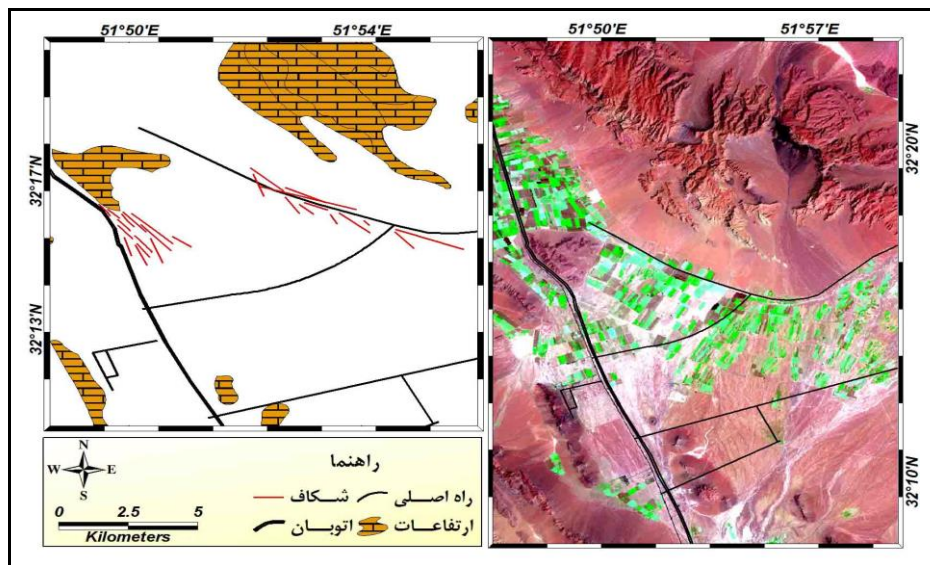 51°50'E 51°54'E
32°17'N
32°13'N
51°50'E 51°57'E
32°20'N
32°10'N
راهنما
راه اصلی شکاف
ارتفاعات اتوبان
N
W E
S
0 2.5 5
Kilometers